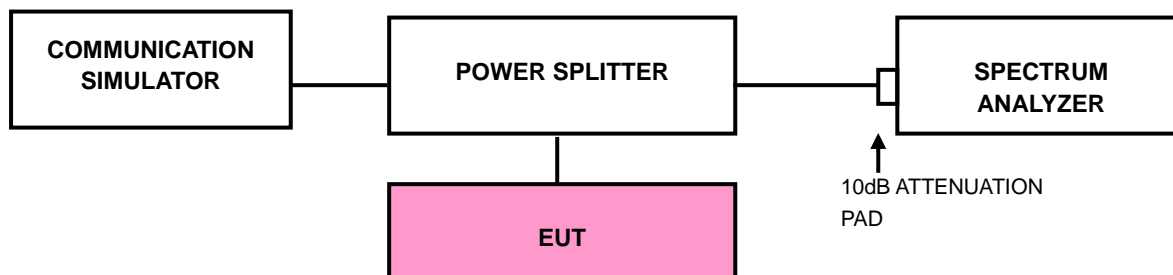 COMMUNICATION
SIMULATOR
POWER SPLITTER
SPECTRUM
ANALYZER
10dB ATTENUATION
PAD
EUT